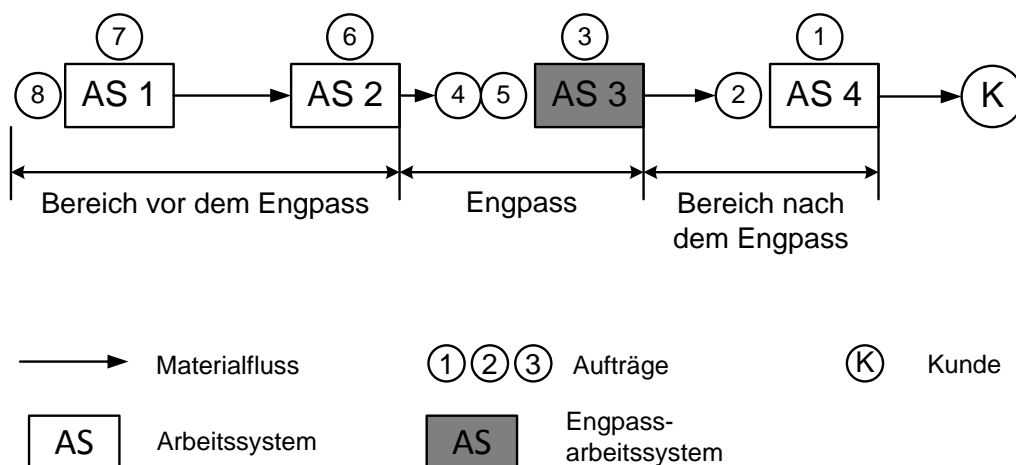 7 6 3 1
8 AS 1 AS 2 4 5 AS 3 2 AS 4 K
Bereich vor dem Engpass Engpass Bereich nach
dem Engpass
Materialfluss 1 2 3 Aufträge K Kunde
AS Arbeitssystem AS Engpass-
arbeitssystem